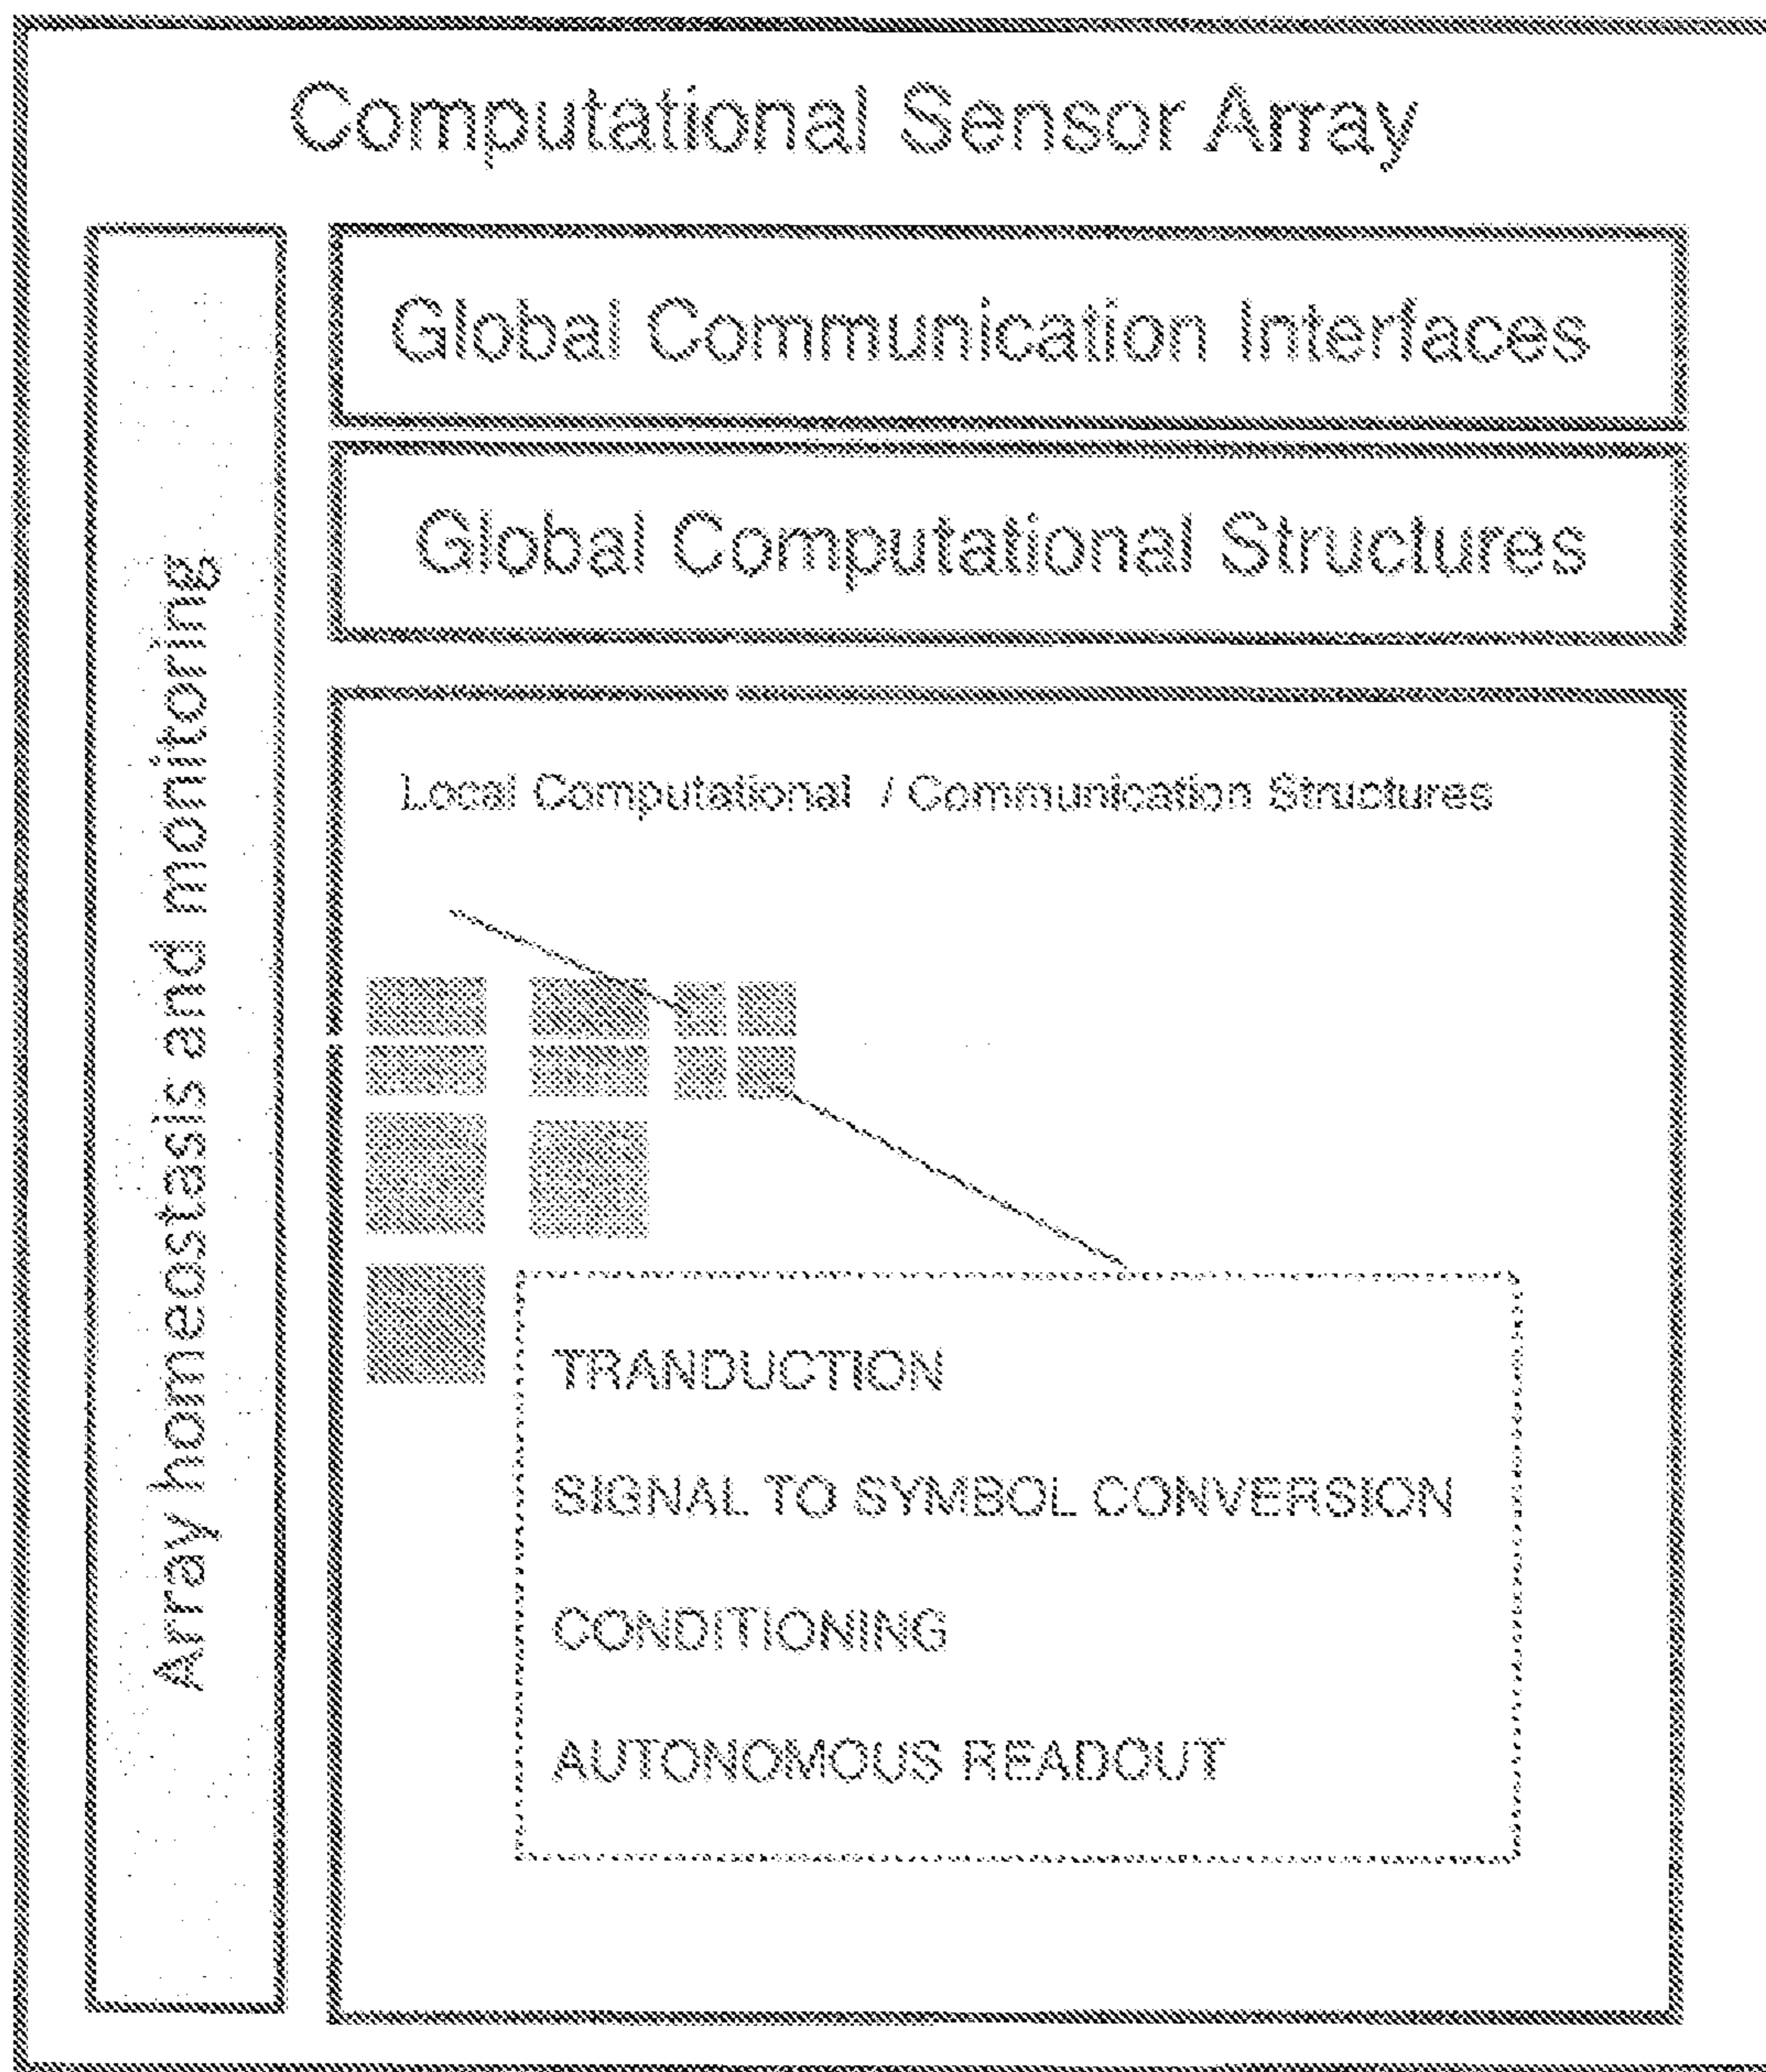 Computational Sensor Array
Global Communication Interfaces
Global Computational Structures
Array homeostasis and monitoring
Local Computational / Communication Structures
TRANDUCTION
SIGNAL TO SYMBOL CONVERSION
CONDITIONING
AUTONOMOUS READOUT